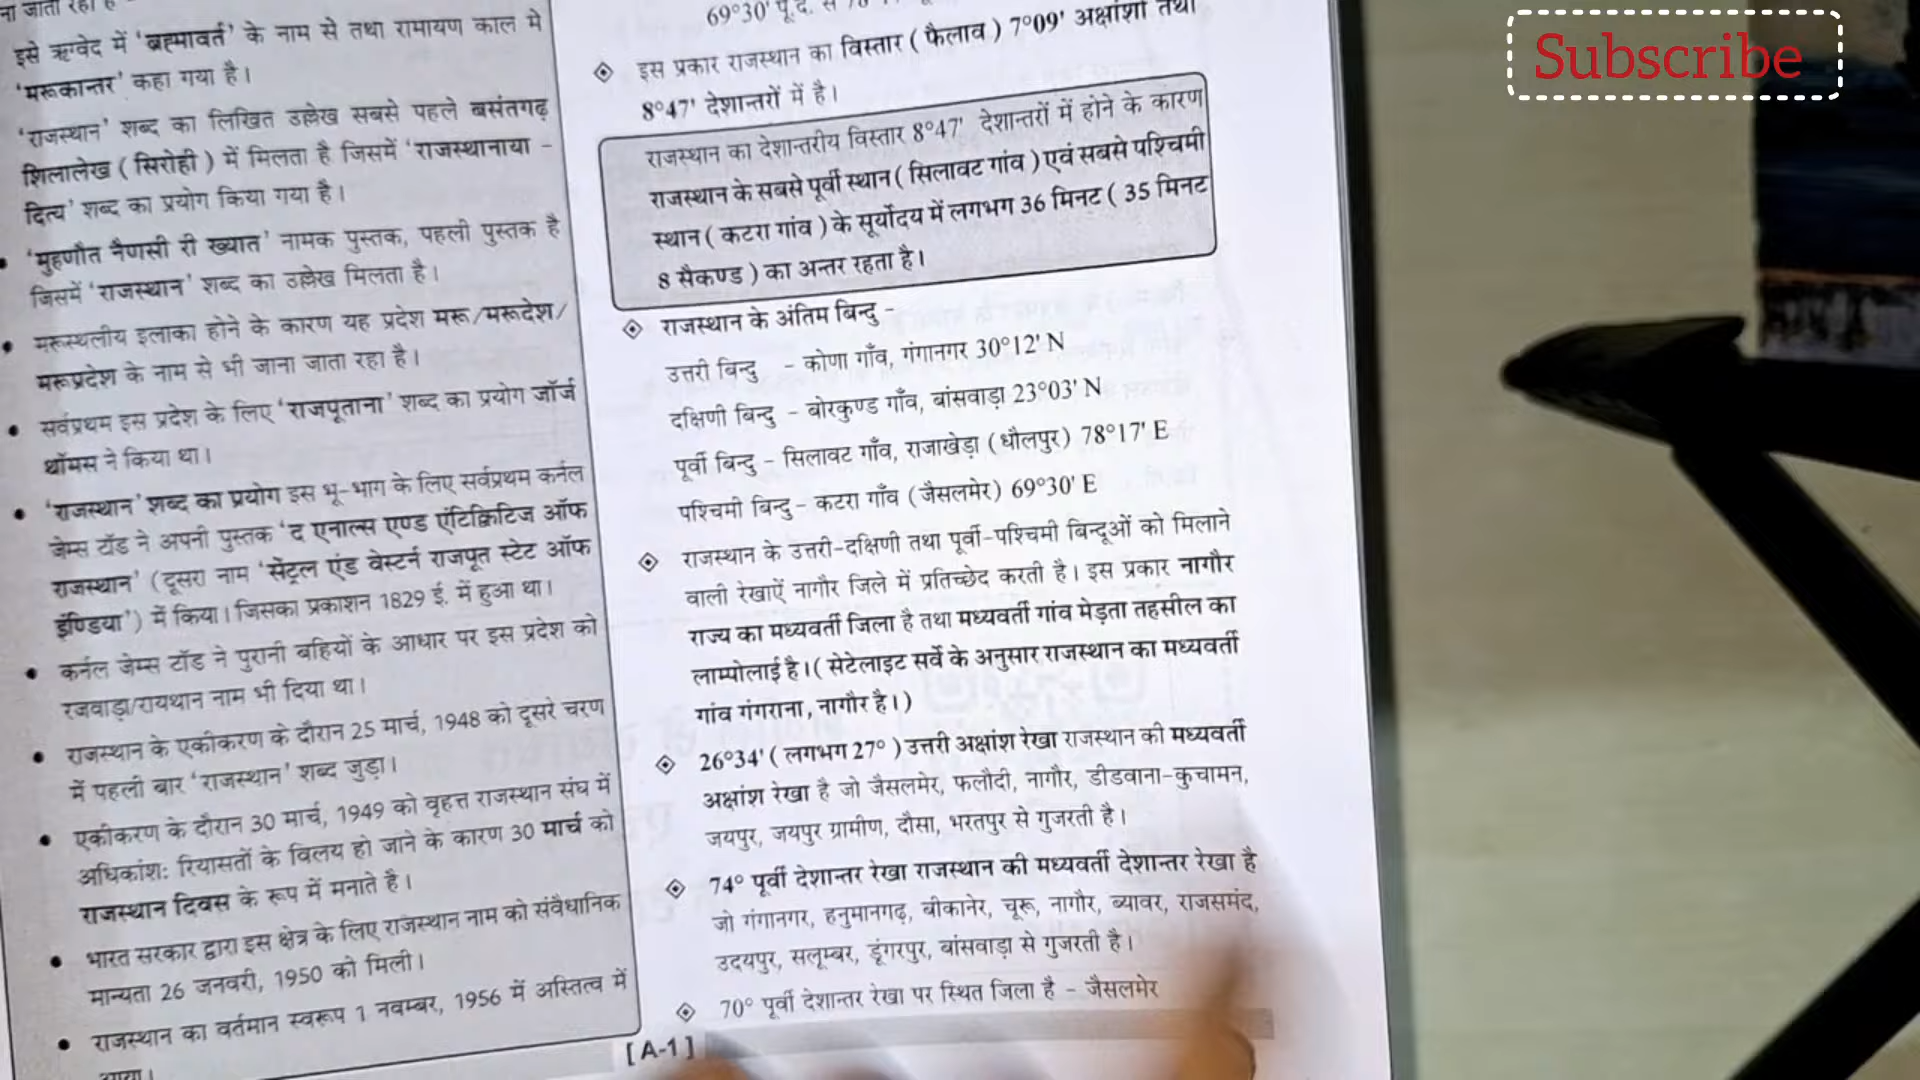 इसे ऋग्वेद में 'ब्रह्मावर्त' के नाम से तथा रामायण काल मे
'मरूकान्तर' कहा गया है।
'राजस्थान' शब्द का लिखित उल्लेख सबसे पहले बसंतगढ़
शिलालेख ( सिरोही ) में मिलता है जिसमें 'राजस्थानाया -
दित्य' शब्द का प्रयोग किया गया है।
• 'मुहणौत नैणसी री ख्यात' नामक पुस्तक, पहली पुस्तक है
जिसमें 'राजस्थान' शब्द का उल्लेख मिलता है।
• मरूस्थलीय इलाका होने के कारण यह प्रदेश मरू/मरूदेश/
मरूप्रदेश के नाम से भी जाना जाता रहा है।
• सर्वप्रथम इस प्रदेश के लिए 'राजपूताना' शब्द का प्रयोग जॉर्ज
थॉमस ने किया था।
• 'राजस्थान' शब्द का प्रयोग इस भू-भाग के लिए सर्वप्रथम कर्नल
जेम्स टॉड ने अपनी पुस्तक 'द एनाल्स एण्ड एंटिक्विटिज ऑफ
राजस्थान' (दूसरा नाम 'सेंट्रल एंड वेस्टर्न राजपूत स्टेट ऑफ
इण्डिया') में किया। जिसका प्रकाशन 1829 ई. में हुआ था।
• कर्नल जेम्स टॉड ने पुरानी बहियों के आधार पर इस प्रदेश को
रजवाड़ा/रायथान नाम भी दिया था।
• राजस्थान के एकीकरण के दौरान 25 मार्च, 1948 को दूसरे चरण
में पहली बार 'राजस्थान' शब्द जुड़ा।
• एकीकरण के दौरान 30 मार्च, 1949 को वृहत्त राजस्थान संघ में
अधिकांशः रियासतों के विलय हो जाने के कारण 30 मार्च को
राजस्थान दिवस के रूप में मनाते है।
• भारत सरकार द्वारा इस क्षेत्र के लिए राजस्थान नाम को संवैधानिक
मान्यता 26 जनवरी, 1950 को मिली।
• राजस्थान का वर्तमान स्वरूप 1 नवम्बर, 1956 में अस्तित्व में
69°30' पू.दे. से
इस प्रकार राजस्थान का विस्तार ( फैलाव ) 7°09' अक्षांशों तथा
8°47' देशान्तरों में है।
राजस्थान का देशान्तरीय विस्तार 8°47' देशान्तरों में होने के कारण
राजस्थान के सबसे पूर्वी स्थान ( सिलावट गांव ) एवं सबसे पश्चिमी
स्थान ( कटरा गांव ) के सूर्योदय में लगभग 36 मिनट ( 35 मिनट
8 सैकण्ड ) का अन्तर रहता है।
राजस्थान के अंतिम बिन्दु -
उत्तरी बिन्दु - कोणा गाँव, गंगानगर 30°12' N
दक्षिणी बिन्दु - बोरकुण्ड गाँव, बांसवाड़ा 23°03' N
पूर्वी बिन्दु - सिलावट गाँव, राजाखेड़ा (धौलपुर) 78°17' E
पश्चिमी बिन्दु - कटरा गाँव (जैसलमेर) 69°30' E
राजस्थान के उत्तरी-दक्षिणी तथा पूर्वी-पश्चिमी बिन्दूओं को मिलाने
वाली रेखाऐं नागौर जिले में प्रतिच्छेद करती है। इस प्रकार नागौर
राज्य का मध्यवर्ती जिला है तथा मध्यवर्ती गांव मेड़ता तहसील का
लाम्पोलाई है। ( सेटेलाइट सर्वे के अनुसार राजस्थान का मध्यवर्ती
गांव गंगराना, नागौर है। )
26°34' ( लगभग 27° ) उत्तरी अक्षांश रेखा राजस्थान की मध्यवर्ती
अक्षांश रेखा है जो जैसलमेर, फलौदी, नागौर, डीडवाना-कुचामन,
जयपुर, जयपुर ग्रामीण, दौसा, भरतपुर से गुजरती है।
74° पूर्वी देशान्तर रेखा राजस्थान की मध्यवर्ती देशान्तर रेखा है
जो गंगानगर, हनुमानगढ़, बीकानेर, चूरू, नागौर, ब्यावर, राजसमंद,
उदयपुर, सलूम्बर, डूंगरपुर, बांसवाड़ा से गुजरती है।
70° पूर्वी देशान्तर रेखा पर स्थित जिला है - जैसलमेर
[ A-1 ]
Subscribe